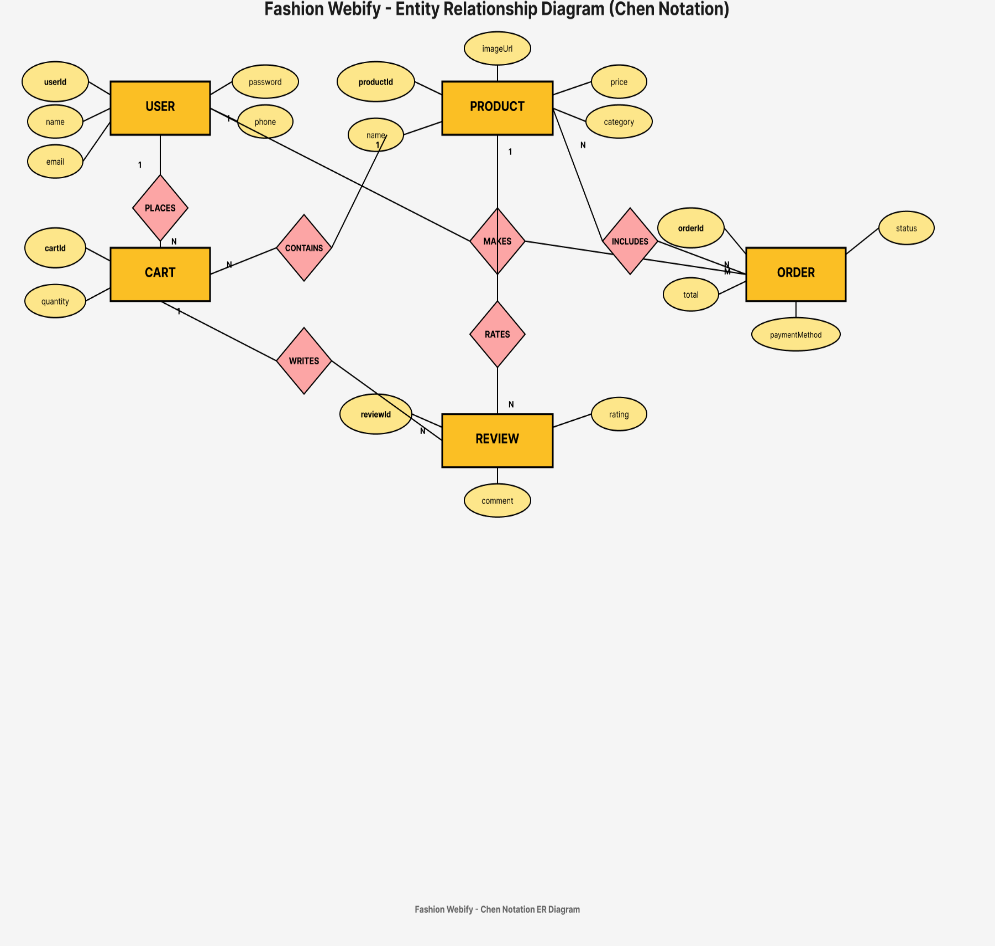 Fashion Webify - Entity Relationship Diagram (Chen Notation)
imageUrl
userId
password
productId
price
USER
PRODUCT
name
phone
category
1
name
1
email
1
1
N
PLACES
MAKES
INCLUDES
orderId
status
N
cartId
CONTAINS
CART
N
N
M
ORDER
quantity
total
1
RATES
paymentMethod
WRITES
N
reviewId
rating
N
REVIEW
comment
Fashion Webify - Chen Notation ER Diagram